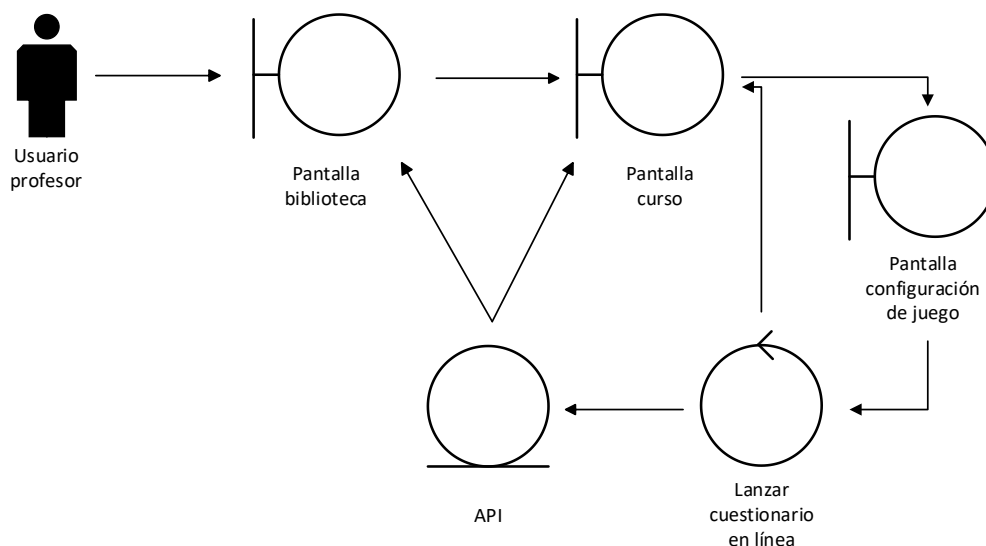 Usuario
profesor
Pantalla
biblioteca
Pantalla
curso
Pantalla
configuración
de juego
API
Lanzar
cuestionario
en línea